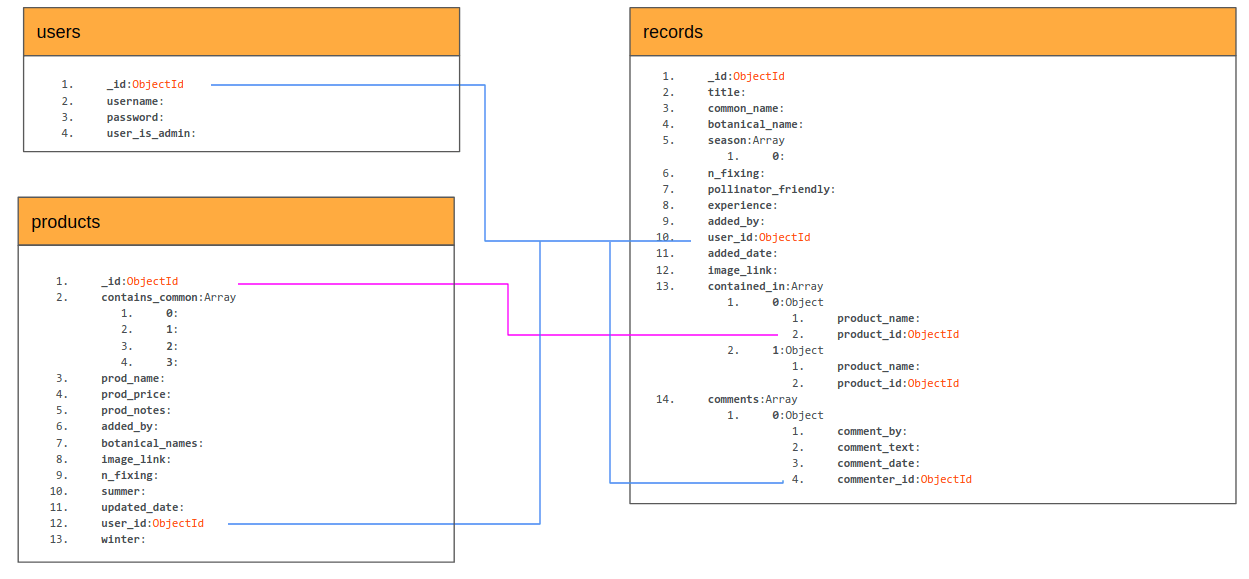 users
1. _id:ObjectId
2. username:
3. password:
4. user_is_admin:
products
1. _id:ObjectId
2. contains_common:Array
1. 0:
2. 1:
3. 2:
4. 3:
3. prod_name:
4. prod_price:
5. prod_notes:
6. added_by:
7. botanical_names:
8. image_link:
9. n_fixing:
10. summer:
11. updated_date:
12. user_id:ObjectId
13. winter:
records
1. _id:ObjectId
2. title:
3. common_name:
4. botanical_name:
5. season:Array
1. 0:
6. n_fixing:
7. pollinator_friendly:
8. experience:
9. added_by:
10. user_id:ObjectId
11. added_date:
12. image_link:
13. contained_in:Array
1. 0:Object
1. product_name:
2. product_id:ObjectId
2. 1:Object
1. product_name:
2. product_id:ObjectId
14. comments:Array
1. 0:Object
1. comment_by:
2. comment_text:
3. comment_date:
4. commenter_id:ObjectId